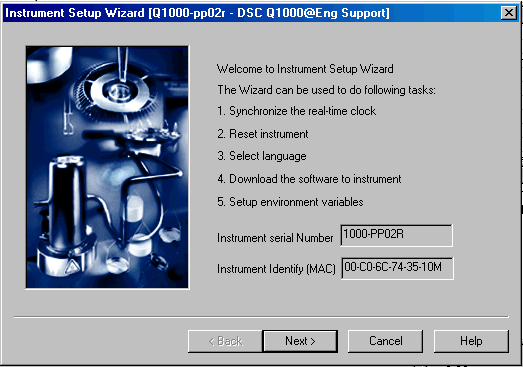 Instrument Setup Wizard [Q1000-pp02r - DSC Q1000@Eng Support]
Welcome to Instrument Setup Wizard
The Wizard can be used to do following tasks:
1. Synchronize the real-time clock
2. Reset instrument
3. Select language
4. Download the software to instrument
5. Setup environment variables
Instrument serial Number 1000-PP02R
Instrument Identify (MAC) 00-C0-6C-74-35-10M
< Back Next > Cancel Help